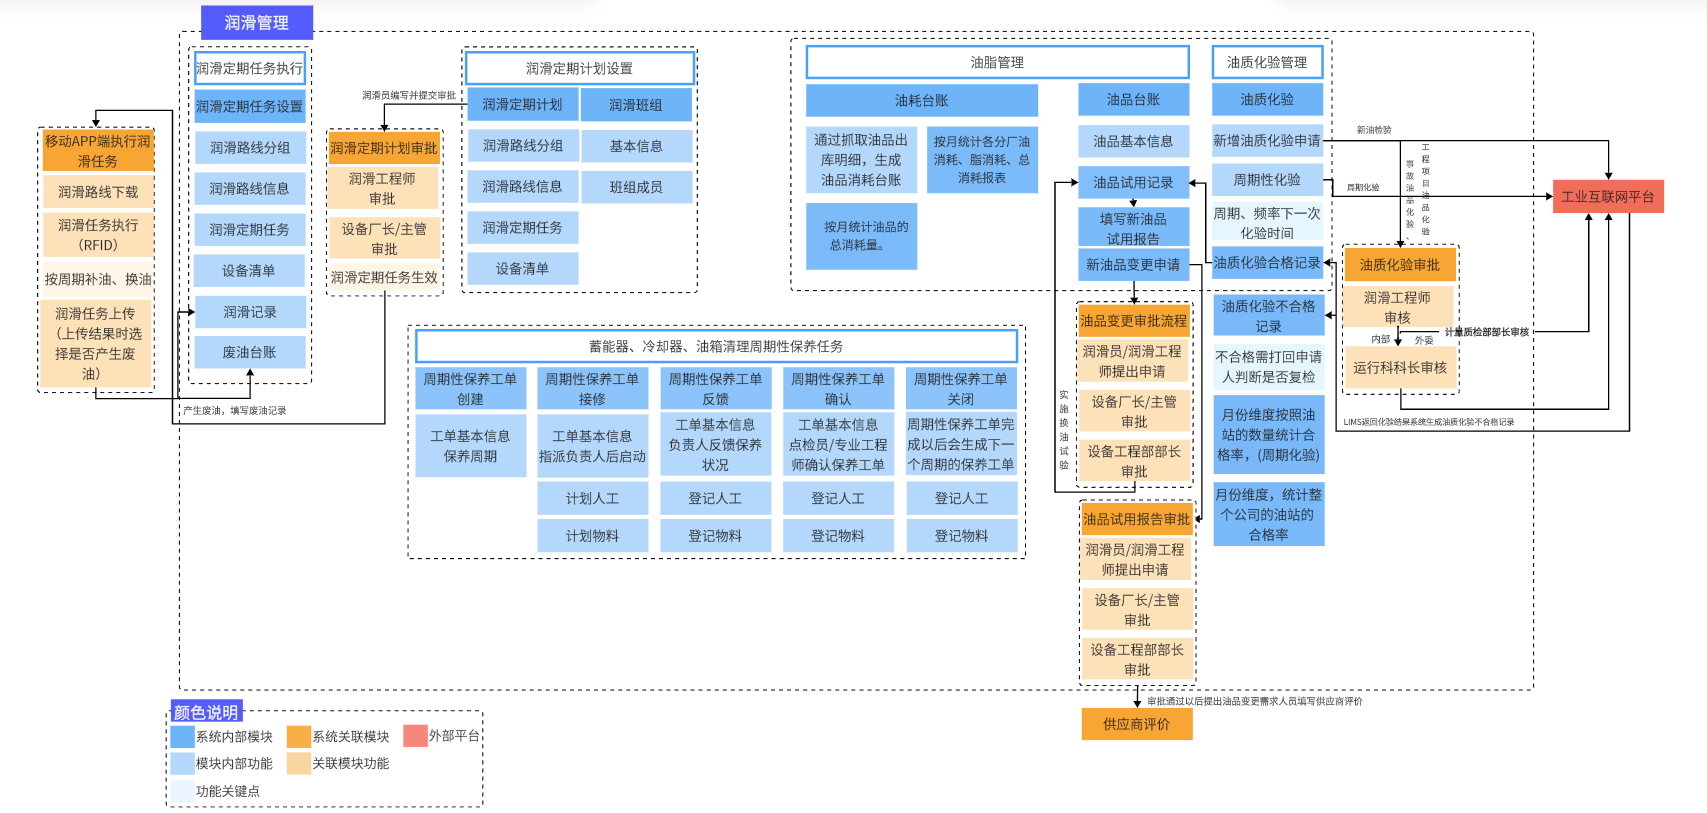 润滑管理
润滑定期任务执行
润滑定期任务设置
润滑路线分组
润滑路线信息
润滑定期任务
设备清单
润滑记录
废油台账
产生废油，填写废油记录
移动APP端执行润
滑任务
润滑路线下载
润滑任务执行
（RFID）
按周期补油、换油
润滑任务上传
（上传结果时选
择是否产生废
油）
润滑员编写并提交审批
润滑定期计划审批
润滑工程师
审批
设备厂长/主管
审批
润滑定期任务生效
润滑定期计划设置
润滑定期计划
润滑班组
润滑路线分组
基本信息
润滑路线信息
班组成员
润滑定期任务
设备清单
蓄能器、冷却器、油箱清理周期性保养任务
周期性保养工单
创建
工单基本信息
保养周期
周期性保养工单
接修
工单基本信息
指派负责人后启动
计划人工
计划物料
周期性保养工单
反馈
工单基本信息
负责人反馈保养
状况
登记人工
登记物料
周期性保养工单
确认
工单基本信息
点检员/专业工程
师确认保养工单
登记人工
登记物料
周期性保养工单
关闭
周期性保养工单完
成以后会生成下一
个周期的保养工单
登记人工
登记物料
油脂管理
油耗台账
通过抓取油品出
库明细，生成
油品消耗台账
按月统计各分厂油
消耗、脂消耗、总
消耗报表
按月统计油品的
总消耗量。
油品台账
油品基本信息
油品试用记录
填写新油品
试用报告
新油品变更申请
油品变更审批流程
润滑员/润滑工程
师提出申请
设备厂长/主管
审批
设备工程部部长
审批
实施换油试验
油品试用报告审批
润滑员/润滑工程
师提出申请
设备厂长/主管
审批
设备工程部部长
审批
审批通过以后提出油品变更需求人员填写供应商评价
供应商评价
油质化验管理
油质化验
新增油质化验申请
周期性化验
周期、频率下一次
化验时间
油质化验合格记录
油质化验不合格
记录
不合格需打回申请
人判断是否复检
月份维度按照油
站的数量统计合
格率，(周期化验)
月份维度，统计整
个公司的油站的
合格率
新油检验
周期化验
事故油品化验、
工程项目油品化验
油质化验审批
润滑工程师
审核
内部
外委
计量质检部部长审核
运行科科长审核
LIMS返回化验结果系统生成油质化验不合格记录
工业互联网平台
颜色说明
系统内部模块
系统关联模块
外部平台
模块内部功能
关联模块功能
功能关键点